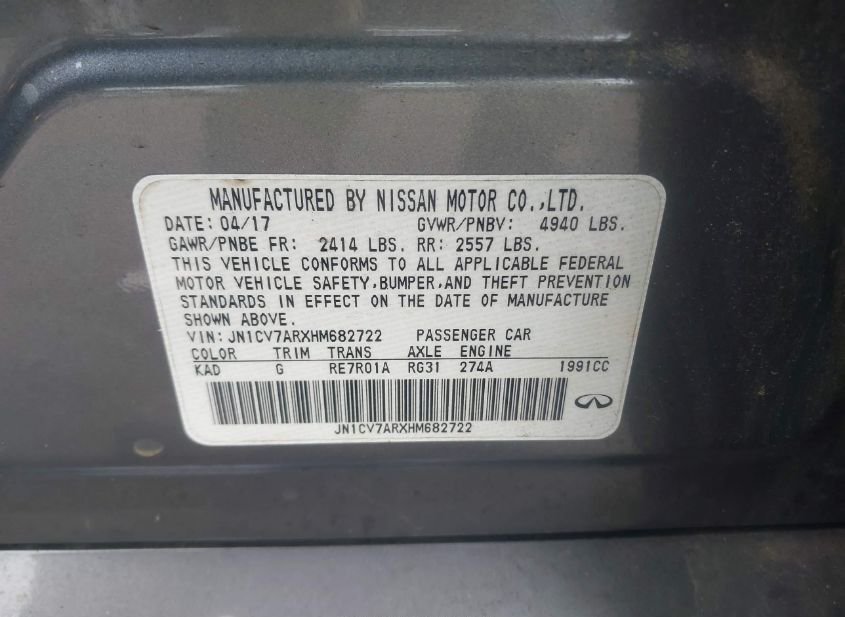 MANUFACTURED BY NISSAN MOTOR CO.,LTD.
DATE: 04/17 GVWR/PNBV: 4940 LBS.
GAWR/PNBE FR: 2414 LBS. RR: 2557 LBS.
THIS VEHICLE CONFORMS TO ALL APPLICABLE FEDERAL
MOTOR VEHICLE SAFETY,BUMPER,AND THEFT PREVENTION
STANDARDS IN EFFECT ON THE DATE OF MANUFACTURE
SHOWN ABOVE.
VIN:JN1CV7ARXHM682722 PASSENGER CAR
COLOR TRIM TRANS AXLE ENGINE
KAD G RE7R01A RG31 274A 1991CC
JN1CV7ARXHM682722